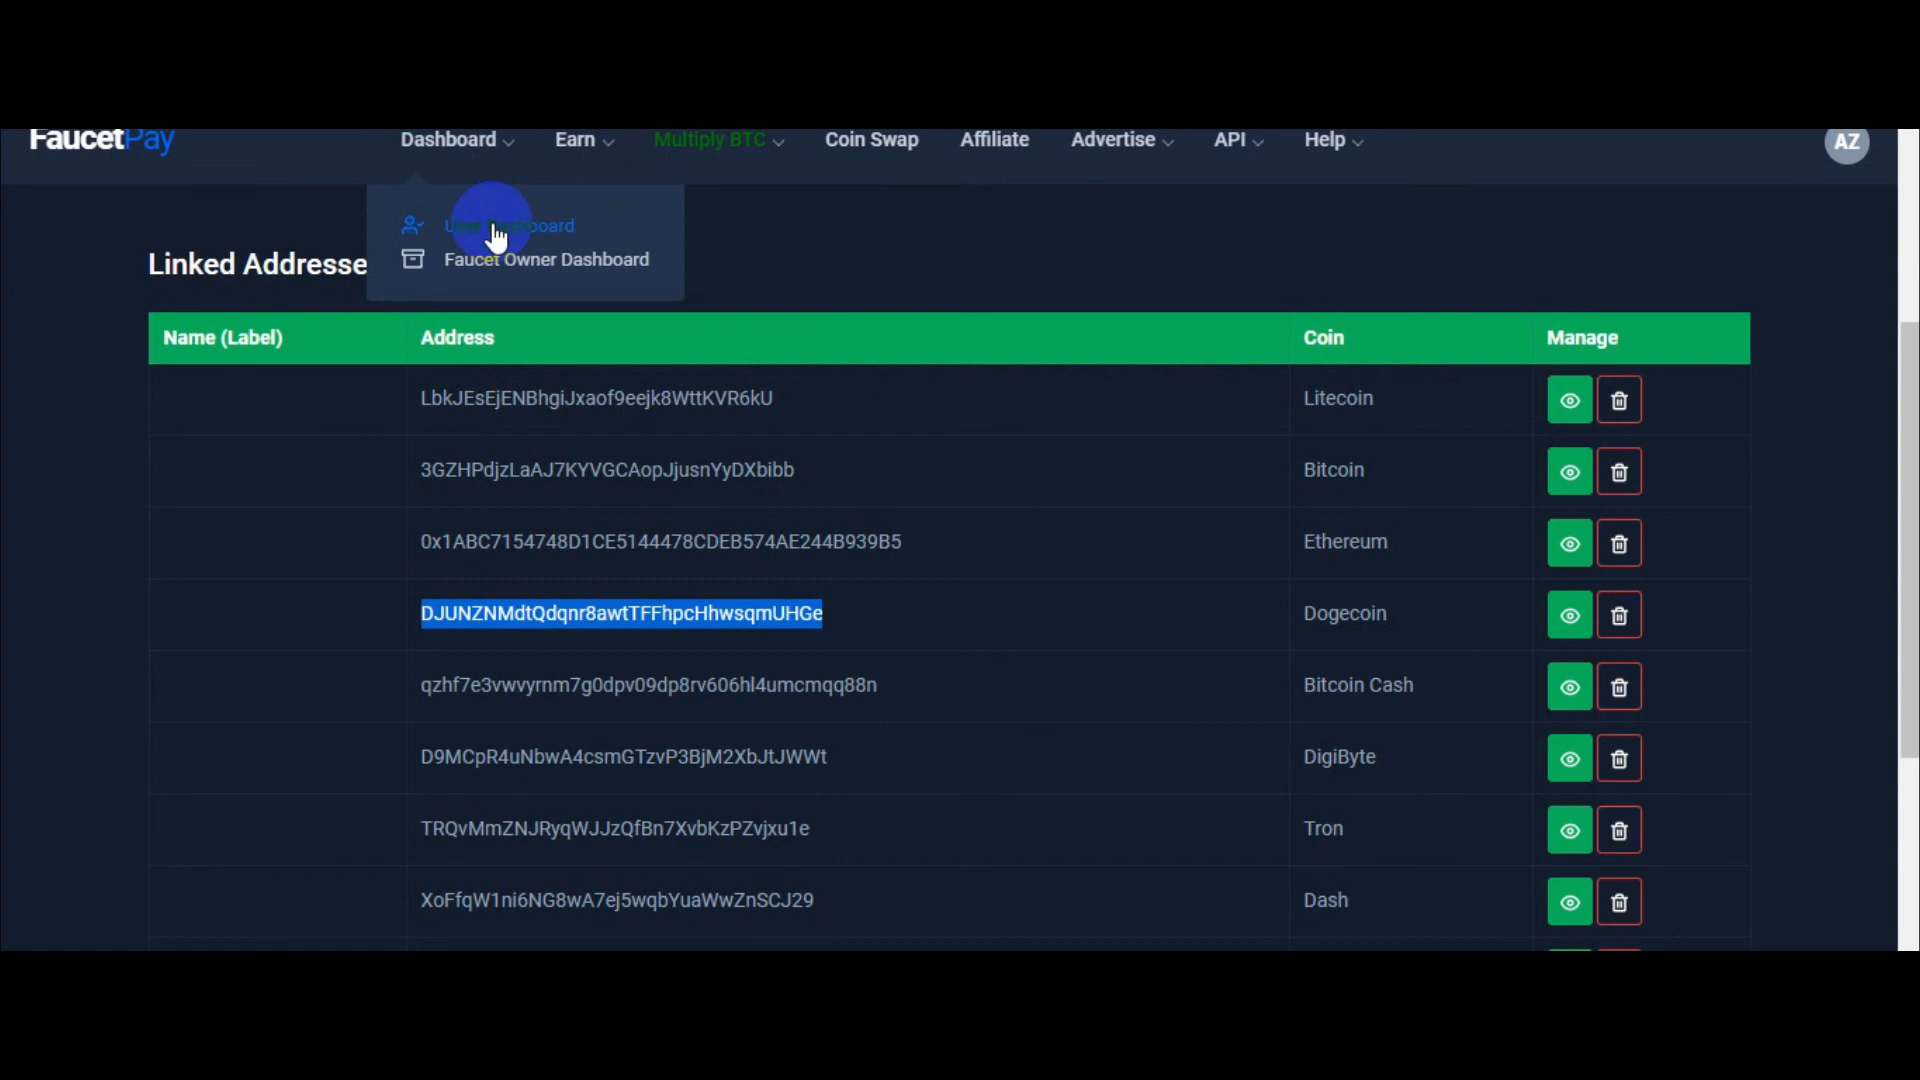 FaucetPay
Dashboard Earn Multiply BTC Coin Swap Affiliate Advertise API Help AZ
User Dashboard
Faucet Owner Dashboard
Linked Addresse
Name (Label) Address Coin Manage
LbkJEsEjENBhgiJxaof9eejk8WttKVR6kU Litecoin
3GZHPdjzLaAJ7KYVGCAopJjusnYyDXbibb Bitcoin
0x1ABC7154748D1CE5144478CDEB574AE244B939B5 Ethereum
DJUNZNMdtQdqnr8awtTFFhpcHhwsqmUHGe Dogecoin
qzhf7e3vwvyrnm7g0dpv09dp8rv606hl4umcmqq88n Bitcoin Cash
D9MCpR4uNbwA4csmGTzvP3BjM2XbJtJWWt DigiByte
TRQvMmZNJRyqWJJzQfBn7XvbKzPZvjxu1e Tron
XoFfqW1ni6NG8wA7ej5wqbYuaWwZnSCJ29 Dash